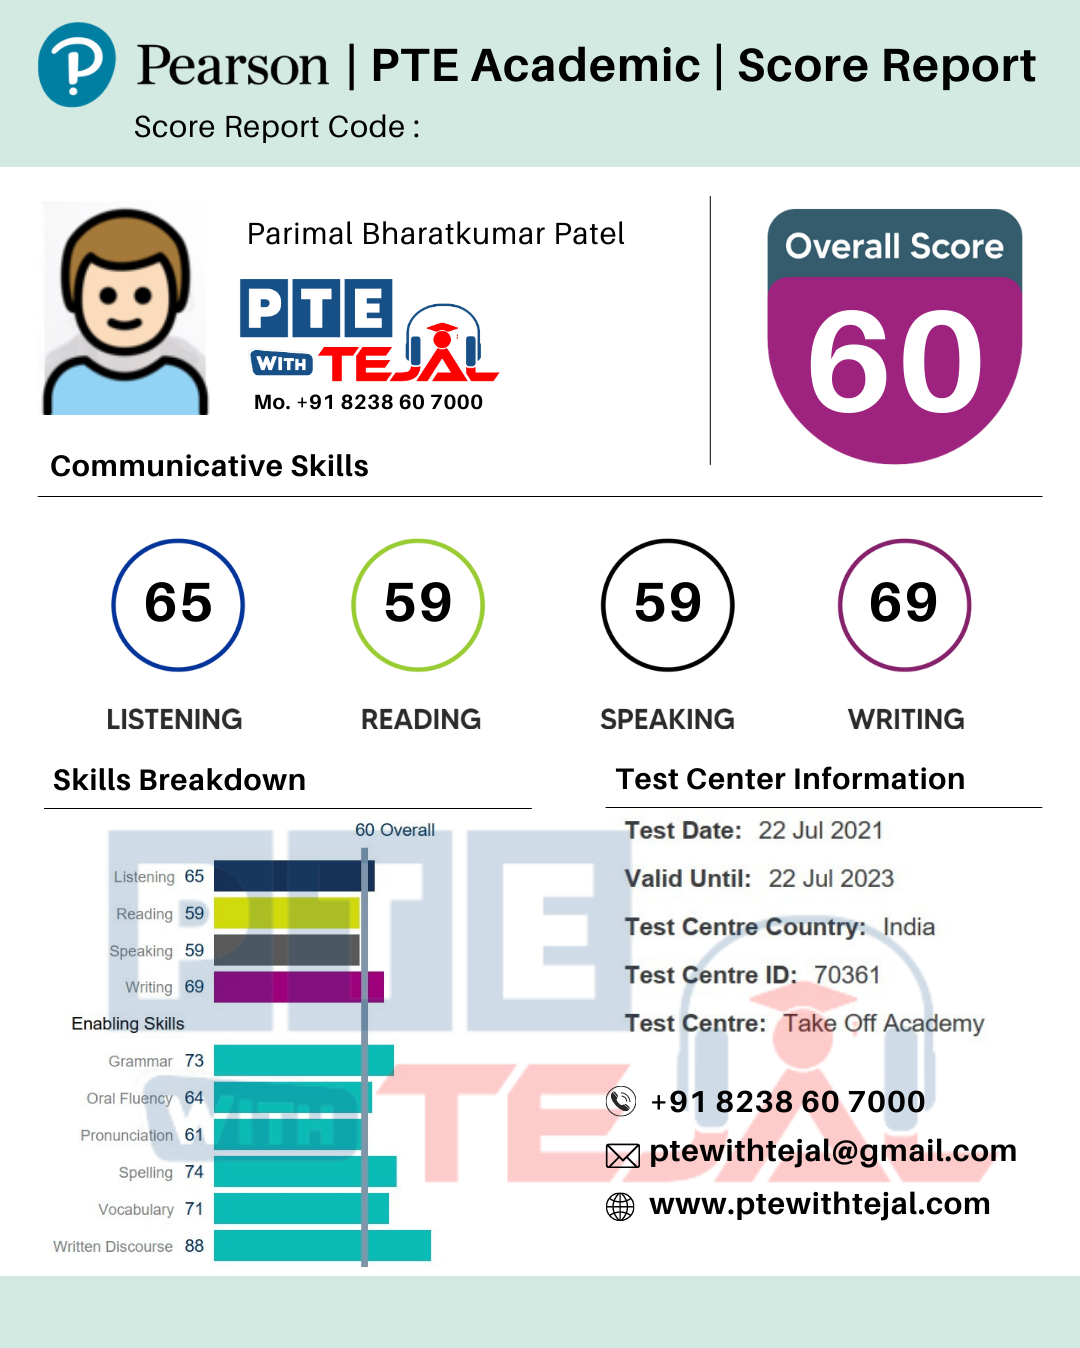 Pearson | PTE Academic | Score Report
Score Report Code :
Parimal Bharatkumar Patel
PTE
WITH TEJAL
Mo. +91 8238 60 7000
Overall Score
60
Communicative Skills
65 59 59 69
LISTENING READING SPEAKING WRITING
Skills Breakdown
60 Overall
Listening 65
Reading 59
Speaking 59
Writing 69
Enabling Skills
Grammar 73
Oral Fluency 64
Pronunciation 61
Spelling 74
Vocabulary 71
Written Discourse 88
Test Center Information
Test Date: 22 Jul 2021
Valid Until: 22 Jul 2023
Test Centre Country: India
Test Centre ID: 70361
Test Centre: Take Off Academy
+91 8238 60 7000
ptewithtejal@gmail.com
www.ptewithtejal.com
PTE
WITH TEJAL